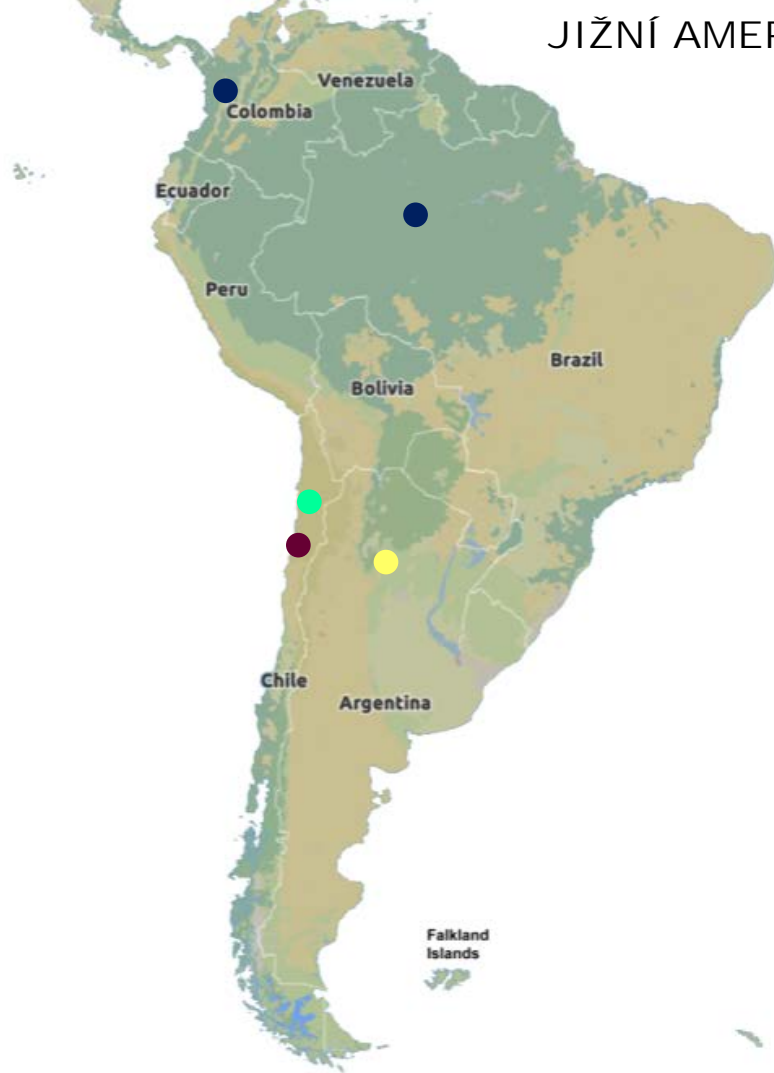 JIŽNÍ AMER
Venezuela
Colombia
Ecuador
Peru
Brazil
Bolivia
Chile
Argentina
Falkland
Islands